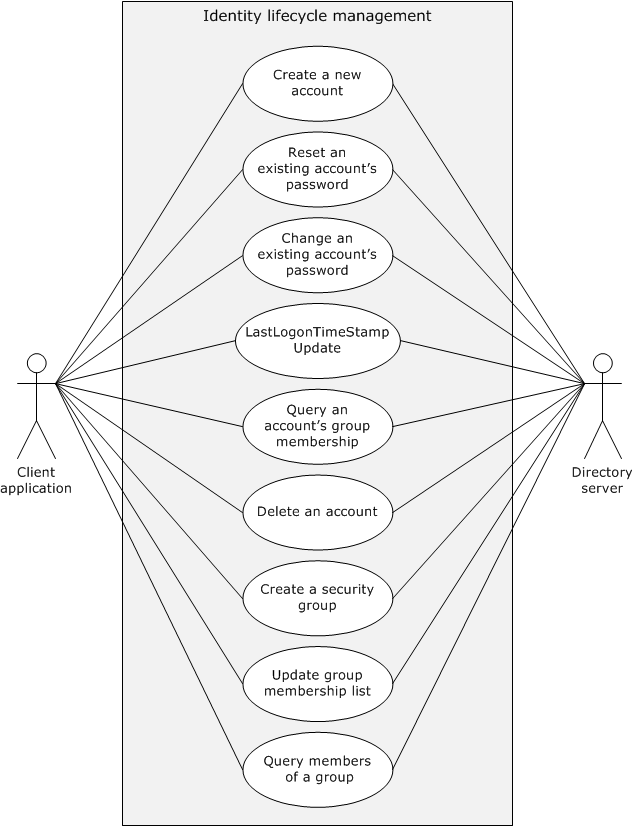 Identity lifecycle management
Create a new
account
Reset an
existing account's
password
Change an
existing account's
password
LastLogonTimeStamp
Update
Query an
account's group
membership
Client
application
Directory
server
Delete an account
Create a security
group
Update group
membership list
Query members
of a group